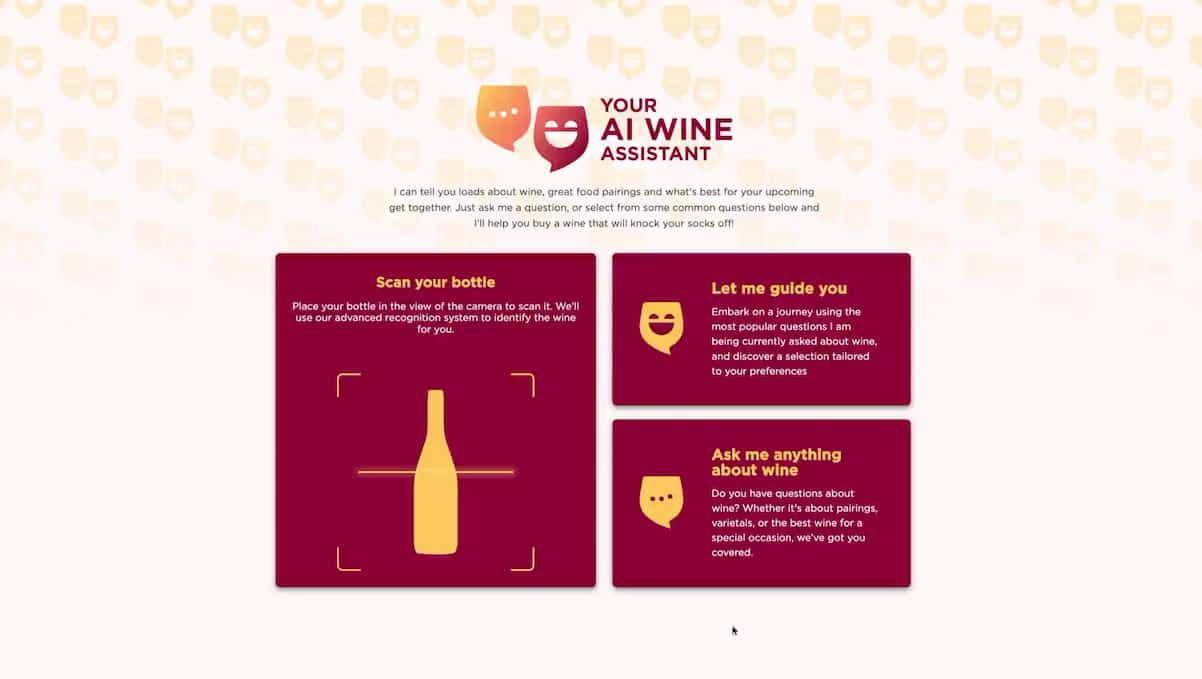 YOUR
AI WINE
ASSISTANT
I can tell you loads about wine, great food pairings and what's best for your upcoming
get together. Just ask me a question, or select from some common questions below and
I'll help you buy a wine that will knock your socks off!
Scan your bottle
Place your bottle in the view of the camera to scan it. We'll
use our advanced recognition system to identify the wine
for you.
Let me guide you
Embark on a journey using the
most popular questions I am
being currently asked about wine,
and discover a selection tailored
to your preferences
Ask me anything
about wine
Do you have questions about
wine? Whether it's about pairings,
varietals, or the best wine for a
special occasion, we've got you
covered.